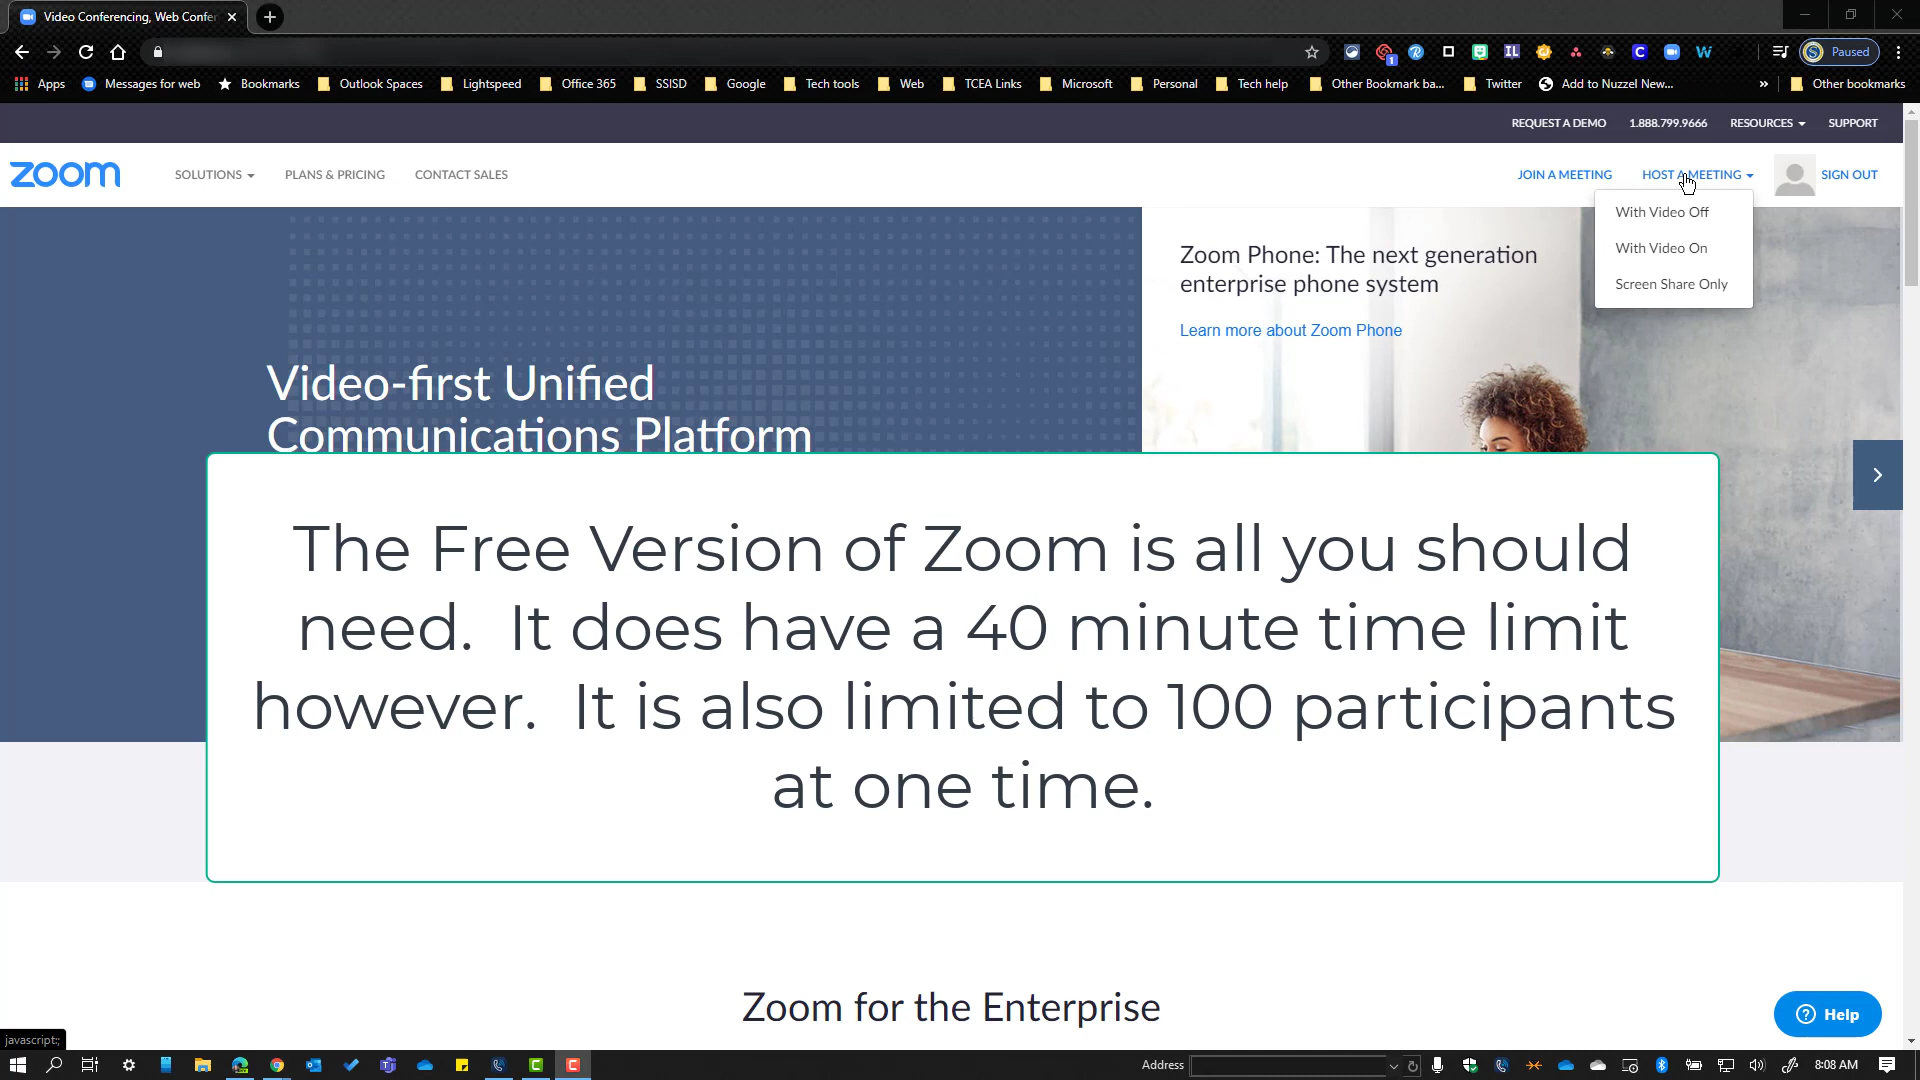 Video Conferencing, Web Confer
Paused
Apps
Messages for web
Bookmarks
Outlook Spaces
Lightspeed
Office 365
SSISD
Google
Tech tools
Web
TCEA Links
Microsoft
Personal
Tech help
Other Bookmark ba...
Twitter
Add to Nuzzel New...
»
Other bookmarks
REQUEST A DEMO 1.888.799.9666 RESOURCES SUPPORT
zoom SOLUTIONS PLANS & PRICING CONTACT SALES JOIN A MEETING HOST A MEETING SIGN OUT
With Video Off
With Video On
Screen Share Only
Zoom Phone: The next generation
enterprise phone system
Learn more about Zoom Phone
Video-first Unified
Communications Platform
The Free Version of Zoom is all you should
need. It does have a 40 minute time limit
however. It is also limited to 100 participants
at one time.
Zoom for the Enterprise
Help
javascript:;
Address
8:08 AM